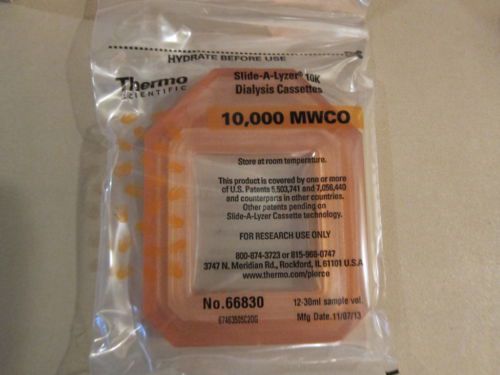 HYDRATE BEFORE USE
Thermo
SCIENTIFIC
Slide-A-Lyzer® 10K
Dialysis Cassettes
10,000 MWCO
Store at room temperature.
This product is covered by one or more
of U.S. Patents 5,503,741 and 7,056,440
and counterparts in other countries.
Other patents pending on
Slide-A-Lyzer Cassette technology.
FOR RESEARCH USE ONLY
800-874-3723 or 815-968-0747
3747 N. Meridian Rd., Rockford, IL 61101 U.S.A
www.thermo.com/pierce
No.66830
12-30ml sample vol.
Mfg Date.11/07/13